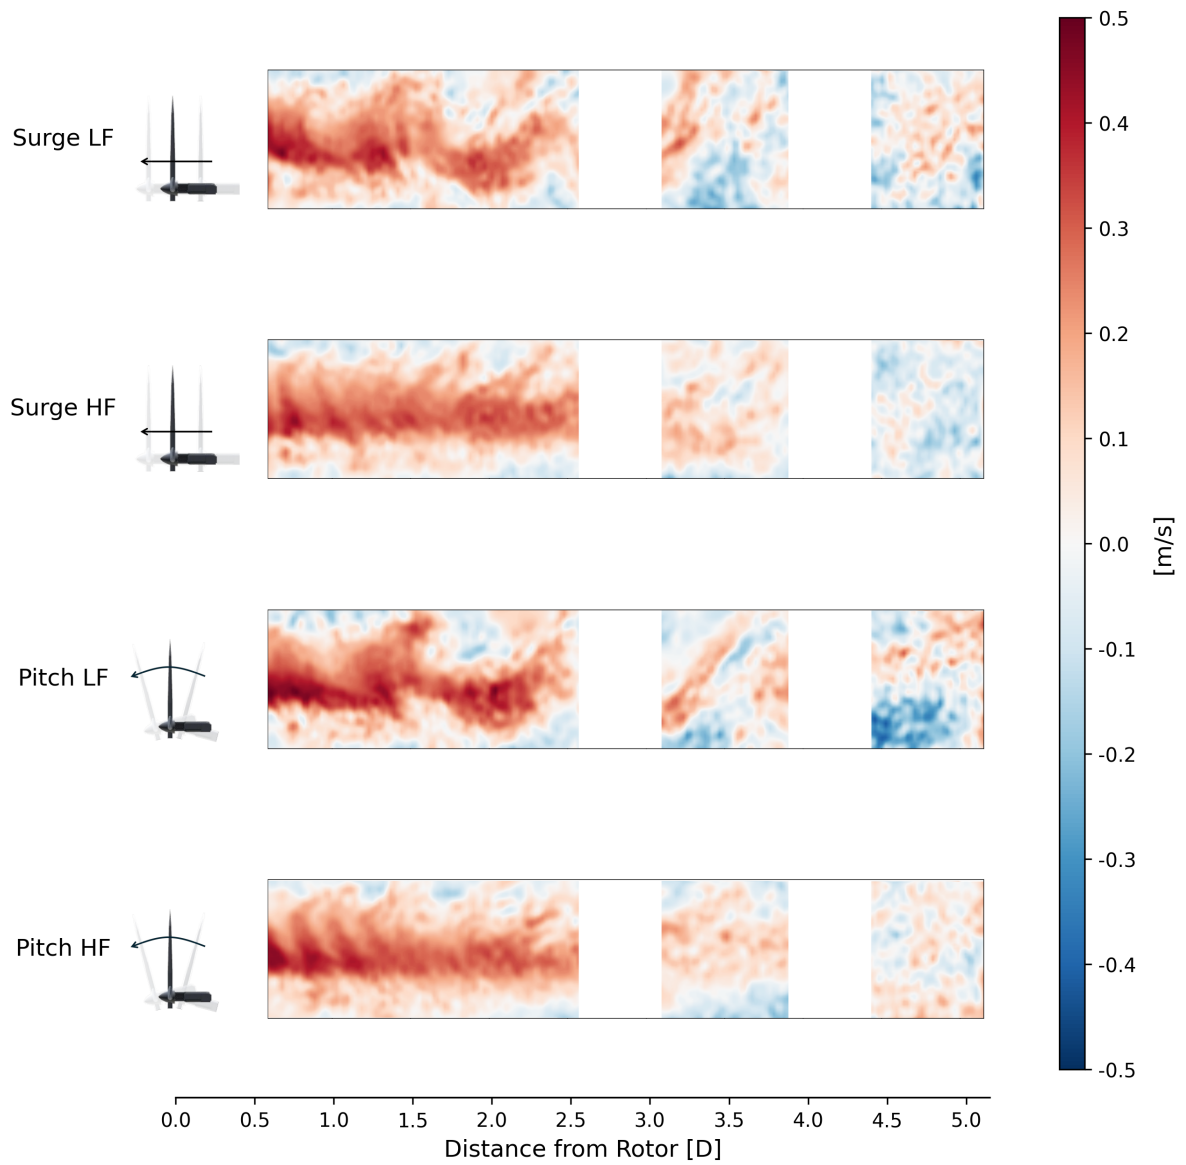 Surge LF
Surge HF
Pitch LF
Pitch HF
0.0 0.5 1.0 1.5 2.0 2.5 3.0 3.5 4.0 4.5 5.0
Distance from Rotor [D]
0.5
0.4
0.3
0.2
0.1
0.0
-0.1
-0.2
-0.3
-0.4
-0.5
[m/s]